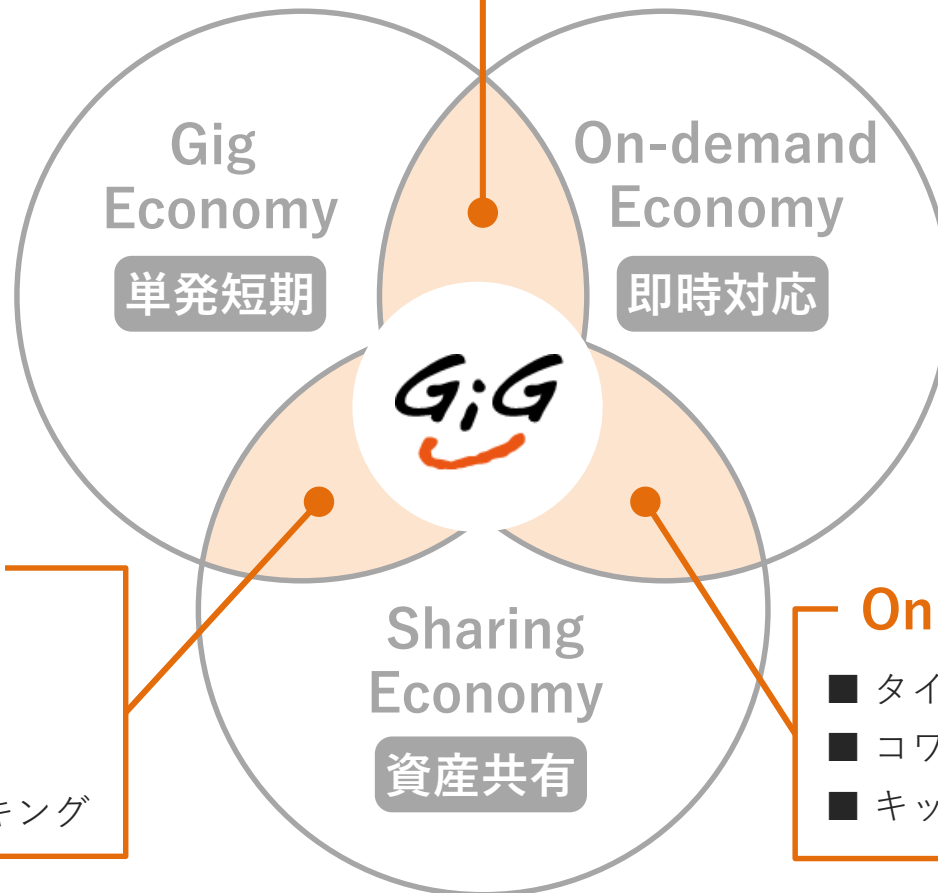 Gig
Economy
単発短期
On-demand
Economy
即時対応
GiG
Sharing
Economy
資産共有
キング
On
■ タイ
■ コワ
■ キッ